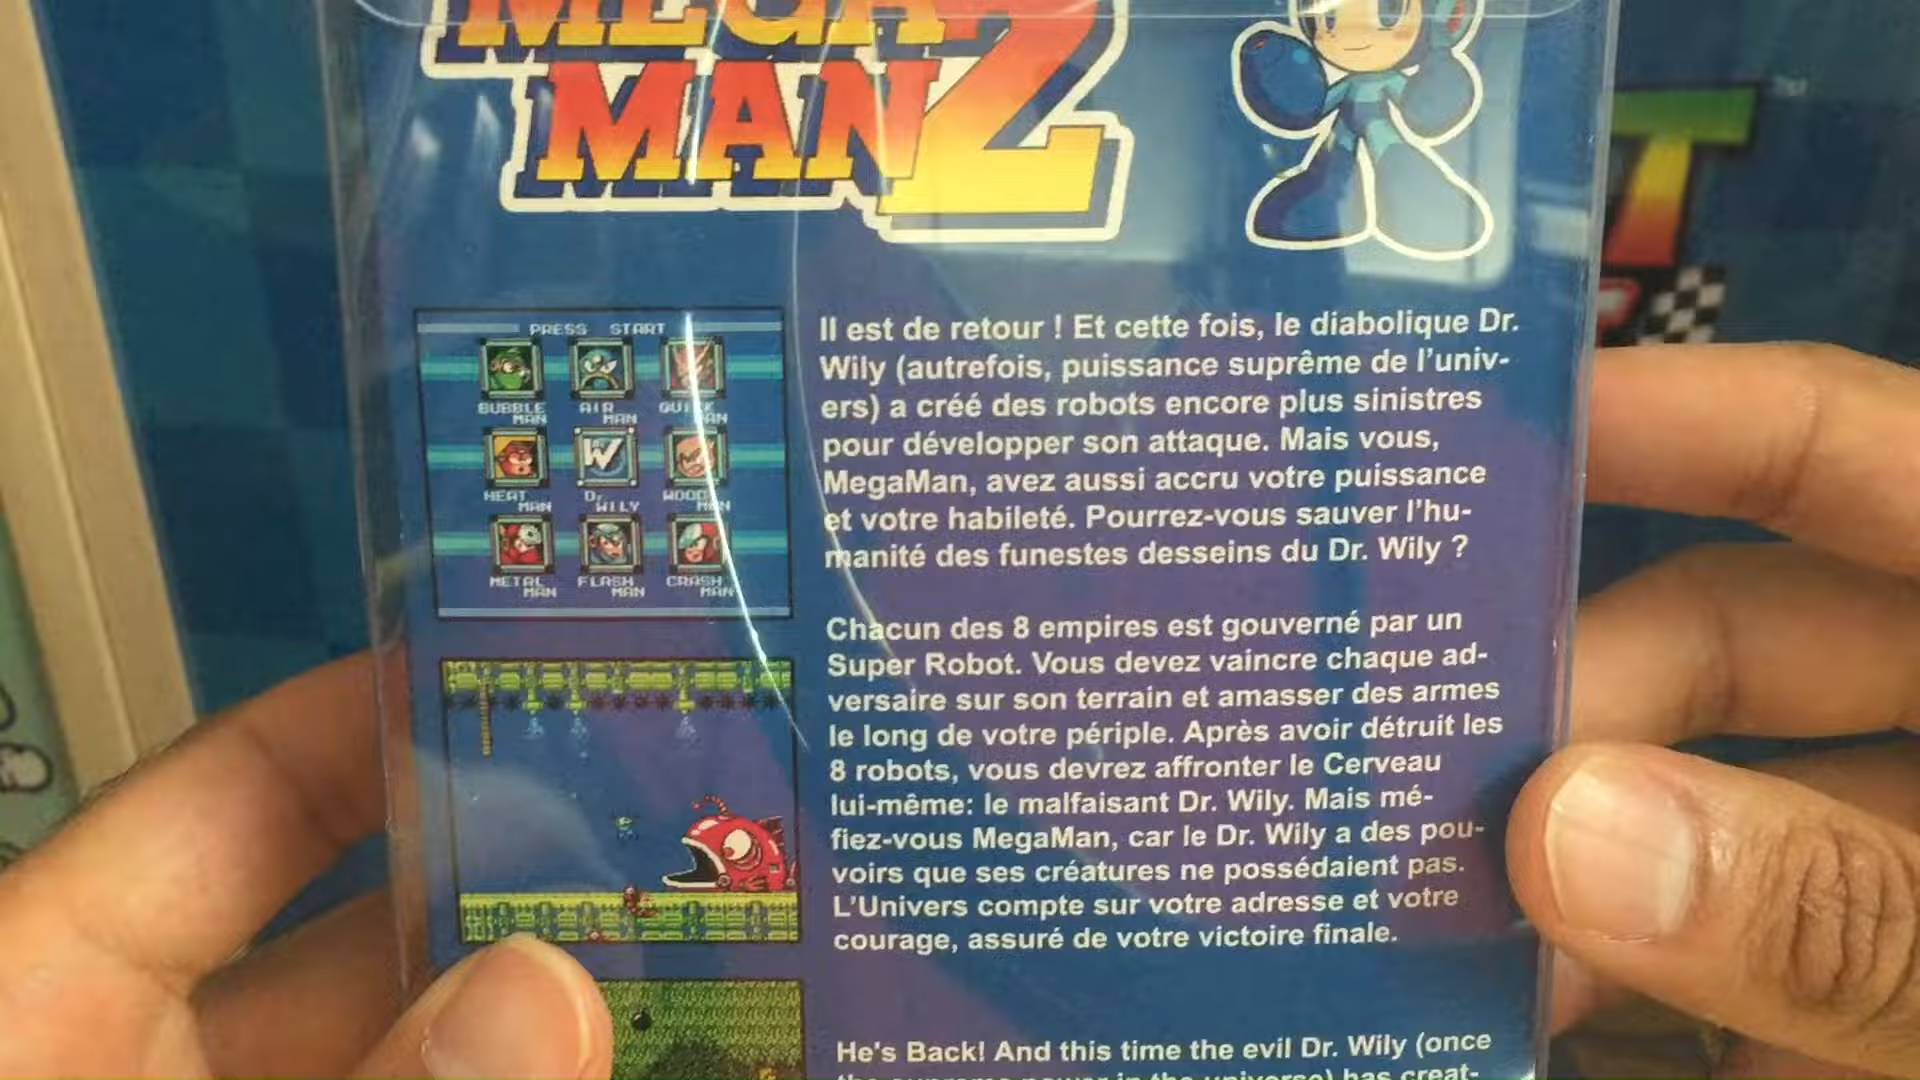 MEGA
MAN 2
PRESS START
BUBBLE MAN
AIR MAN
QUICK MAN
HEAT MAN
Dr. WILY
WOOD MAN
METAL MAN
FLASH MAN
CRASH MAN
W
Il est de retour ! Et cette fois, le diabolique Dr.
Wily (autrefois, puissance suprême de l'univ-
ers) a créé des robots encore plus sinistres
pour développer son attaque. Mais vous,
MegaMan, avez aussi accru votre puissance
et votre habileté. Pourrez-vous sauver l'hu-
manité des funestes desseins du Dr. Wily ?
Chacun des 8 empires est gouverné par un
Super Robot. Vous devez vaincre chaque ad-
versaire sur son terrain et amasser des armes
le long de votre périple. Après avoir détruit les
8 robots, vous devrez affronter le Cerveau
lui-même: le malfaisant Dr. Wily. Mais mé-
fiez-vous MegaMan, car le Dr. Wily a des pou-
voirs que ses créatures ne possédaient pas.
L'Univers compte sur votre adresse et votre
courage, assuré de votre victoire finale.
He's Back! And this time the evil Dr. Wily (once
the supreme power in the universe) has creat-